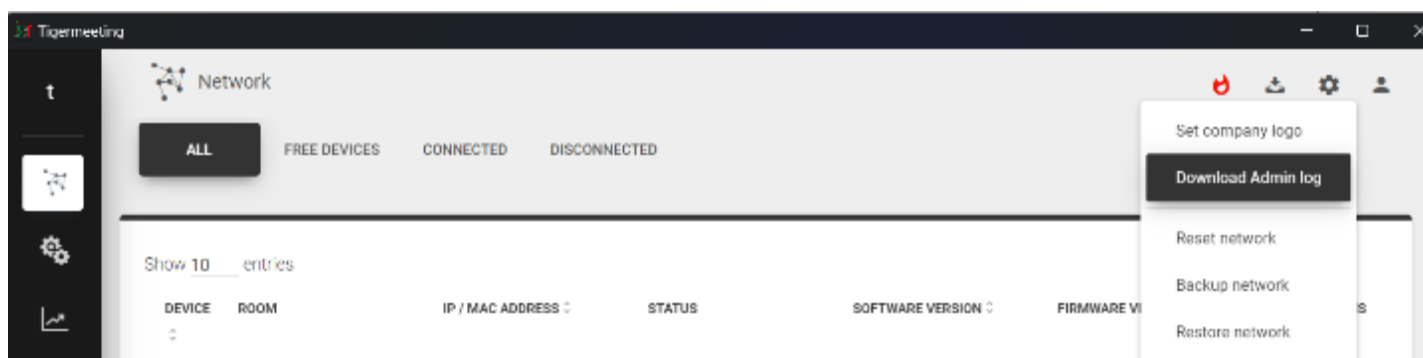 Tigermeeting
t
Network
ALL FREE DEVICES CONNECTED DISCONNECTED
Set company logo
Download Admin log
Reset network
Backup network
Restore network
Show 10 entries
DEVICE ROOM IP / MAC ADDRESS STATUS SOFTWARE VERSION FIRMWARE